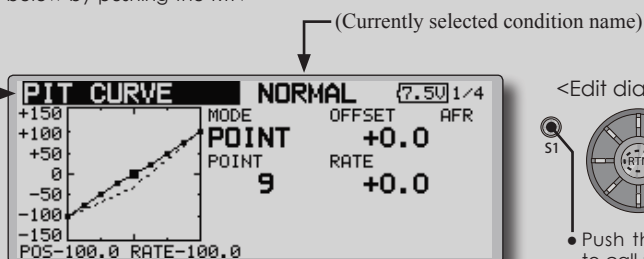 below by pushing the RTN
(Currently selected condition name)
PIT CURVE NORMAL 7.5V 1/4
+150
+100
+50
0
-50
-100
-150
MODE OFFSET AFR
POINT +0.0
POINT RATE
9 +0.0
POS-100.0 RATE-100.0
<Edit dia
S1
RTN
• Push th
to call